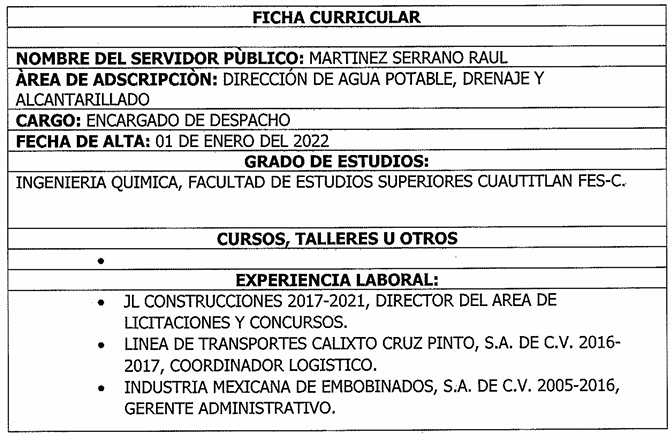 FICHA CURRICULAR
NOMBRE DEL SERVIDOR PÙBLICO: MARTINEZ SERRANO RAUL
ÀREA DE ADSCRIPCIÒN: DIRECCIÓN DE AGUA POTABLE, DRENAJE Y
ALCANTARILLADO
CARGO: ENCARGADO DE DESPACHO
FECHA DE ALTA: 01 DE ENERO DEL 2022
GRADO DE ESTUDIOS:
INGENIERIA QUIMICA, FACULTAD DE ESTUDIOS SUPERIORES CUAUTITLAN FES-C.
CURSOS, TALLERES U OTROS
•
EXPERIENCIA LABORAL:
• JL CONSTRUCCIONES 2017-2021, DIRECTOR DEL AREA DE
LICITACIONES Y CONCURSOS.
• LINEA DE TRANSPORTES CALIXTO CRUZ PINTO, S.A. DE C.V. 2016-
2017, COORDINADOR LOGISTICO.
• INDUSTRIA MEXICANA DE EMBOBINADOS, S.A. DE C.V. 2005-2016,
GERENTE ADMINISTRATIVO.